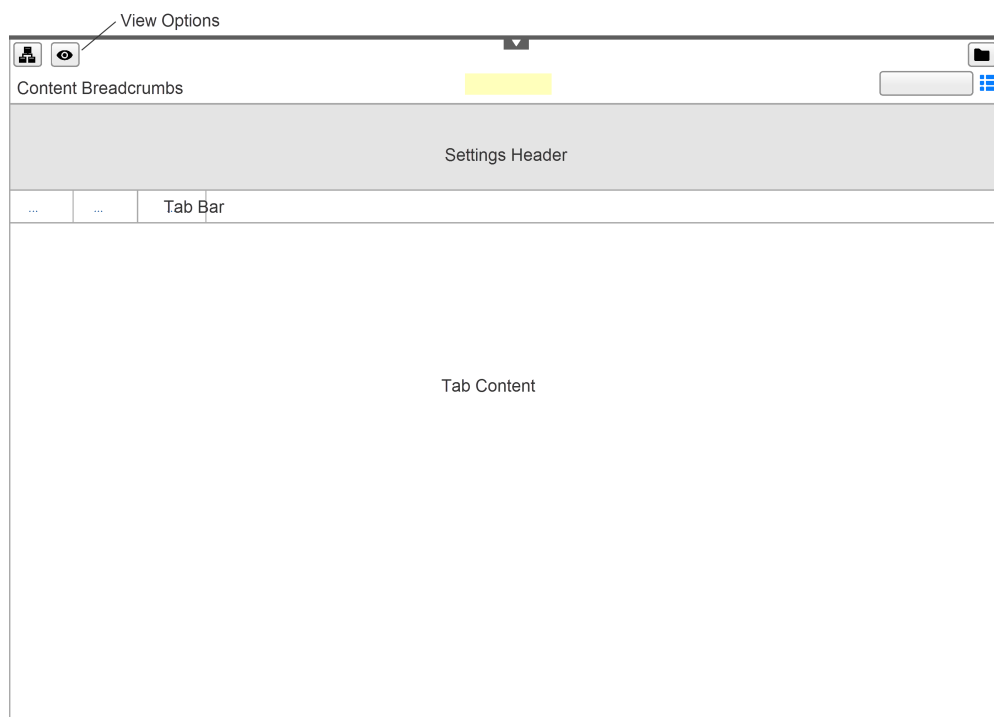 View Options
Content Breadcrumbs
Settings Header
... ... Tab Bar
Tab Content